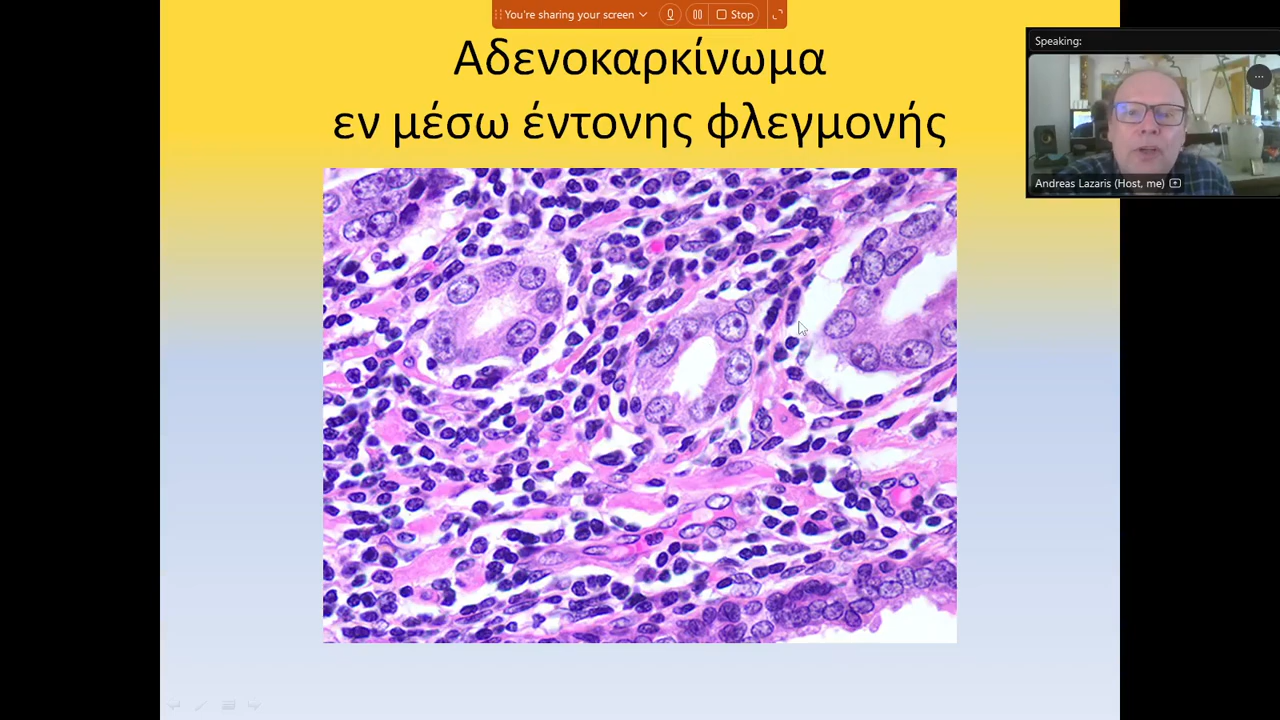 You're sharing your screen
Stop
Αδενοκαρκίνωμα
εν μέσω έντονης φλεγμονής
Speaking:
Andreas Lazaris (Host, me)